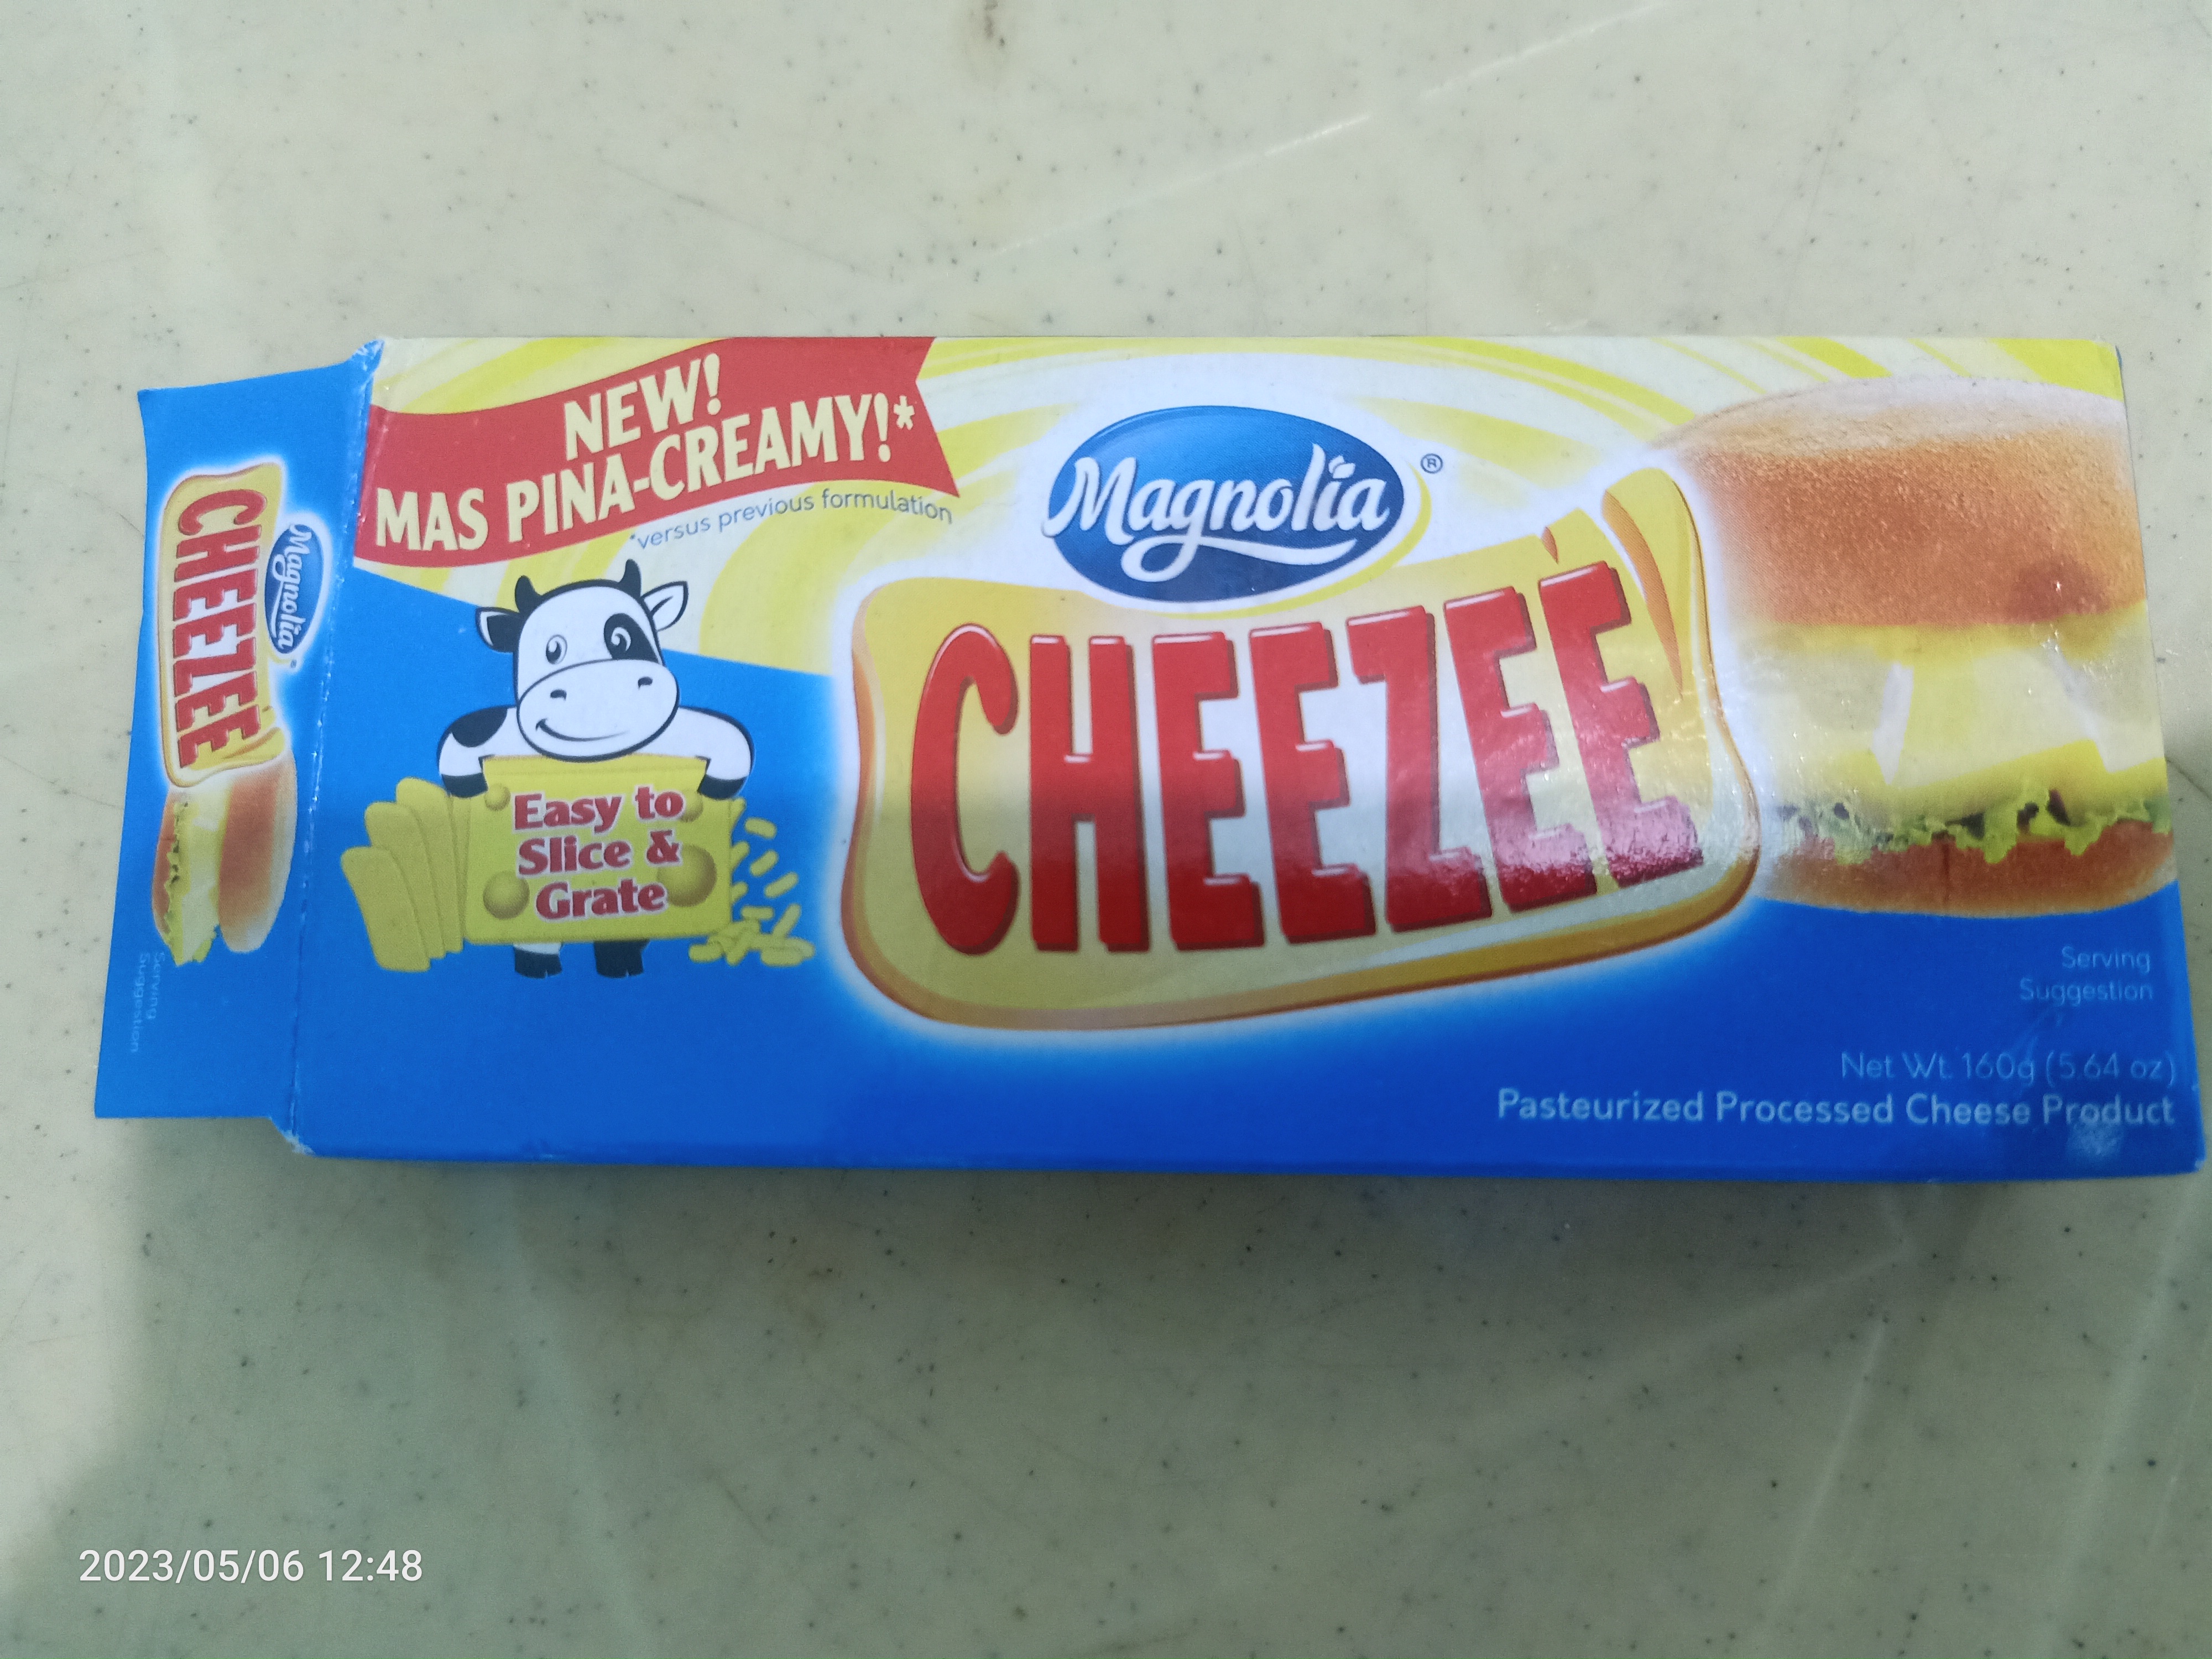 NEW!
MAS PINA-CREAMY!*
*versus previous formulation
Magnolia®
CHEEZEE
Easy to
Slice &
Grate
Serving
Suggestion
Net Wt. 160g (5.64 oz)
Pasteurized Processed Cheese Product
Magnolia
CHEEZEE
Serving
Suggestion
2023/05/06 12:48